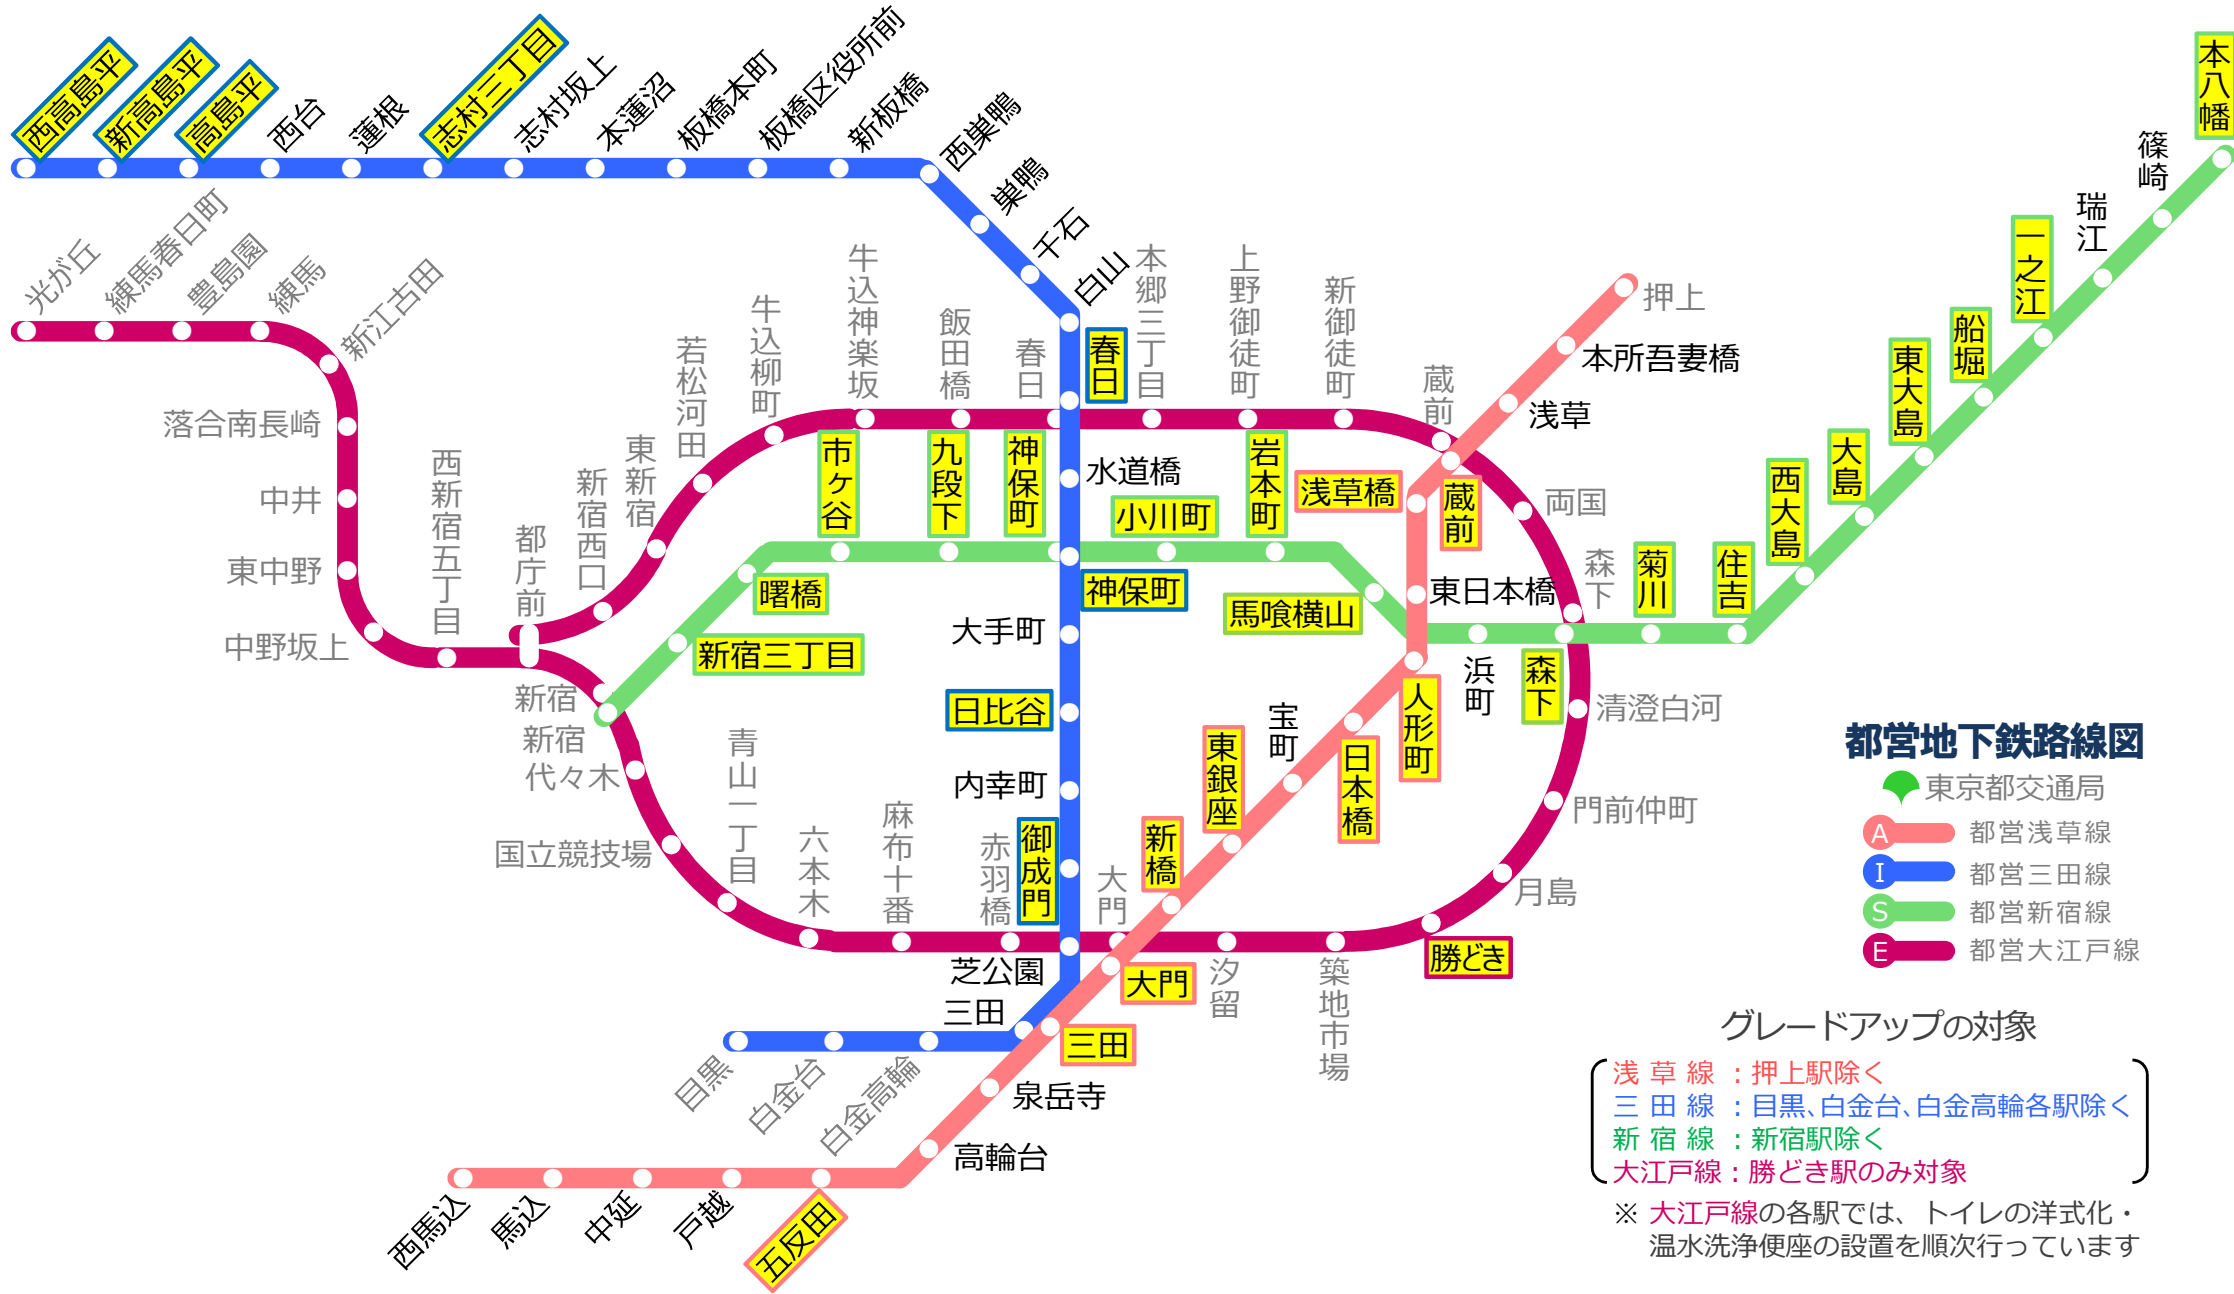 西高島平
新高島平
高島平
西台
蓮根
志村三丁目
志村坂上
本蓮沼
板橋本町
板橋区役所前
新板橋
西巣鴨
巣鴨
千石
白山
春日
水道橋
神保町
大手町
日比谷
内幸町
御成門
芝公園
三田
白金高輪
白金台
目黒
光が丘
練馬春日町
豊島園
練馬
新江古田
落合南長崎
中井
東中野
中野坂上
西新宿五丁目
都庁前
新宿西口
東新宿
若松河田
牛込柳町
牛込神楽坂
飯田橋
春日
本郷三丁目
上野御徒町
新御徒町
蔵前
両国
森下
清澄白河
門前仲町
月島
勝どき
築地市場
汐留
大門
赤羽橋
麻布十番
六本木
青山一丁目
国立競技場
代々木
新宿
新宿
新宿三丁目
曙橋
市ヶ谷
九段下
神保町
小川町
岩本町
馬喰横山
浜町
森下
菊川
住吉
西大島
大島
東大島
船堀
一之江
瑞江
篠崎
本八幡
押上
本所吾妻橋
浅草
蔵前
浅草橋
東日本橋
人形町
日本橋
宝町
東銀座
新橋
大門
三田
泉岳寺
高輪台
五反田
戸越
中延
馬込
西馬込
都営地下鉄路線図
東京都交通局
A 都営浅草線
I 都営三田線
S 都営新宿線
E 都営大江戸線
グレードアップの対象
浅草線：押上駅除く
三田線：目黒、白金台、白金高輪各駅除く
新宿線：新宿駅除く
大江戸線：勝どき駅のみ対象
※ 大江戸線の各駅では、トイレの洋式化・
温水洗浄便座の設置を順次行っています